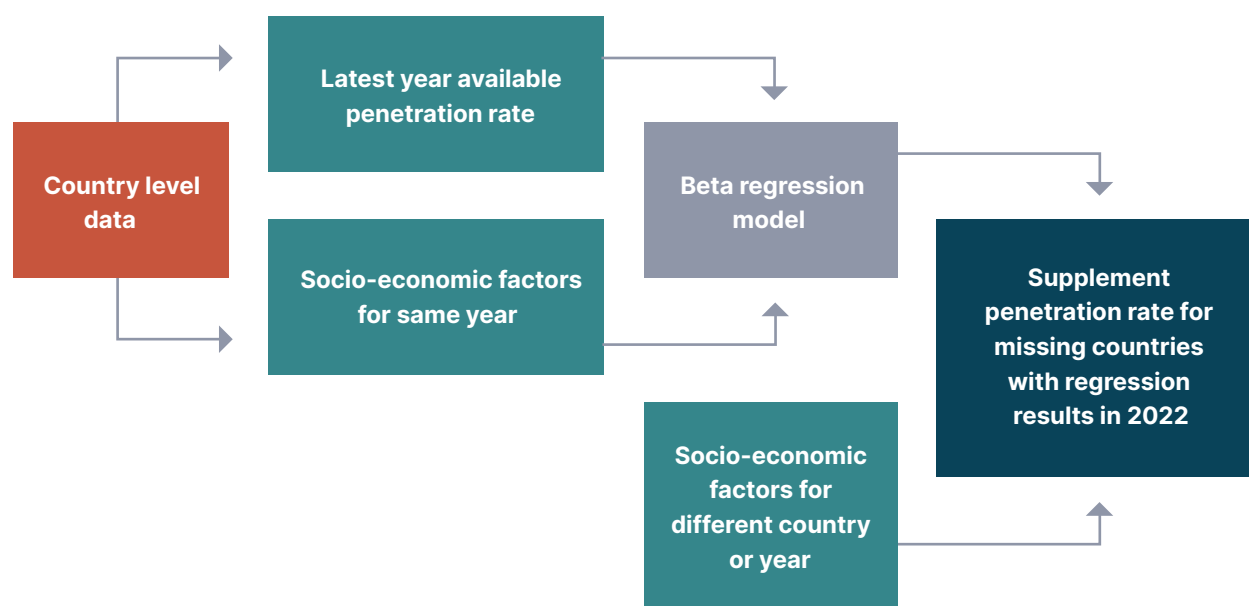 Latest year available
penetration rate
Country level
data
Beta regression
model
Socio-economic factors
for same year
Supplement
penetration rate for
missing countries
with regression
results in 2022
Socio-economic
factors for
different country
or year